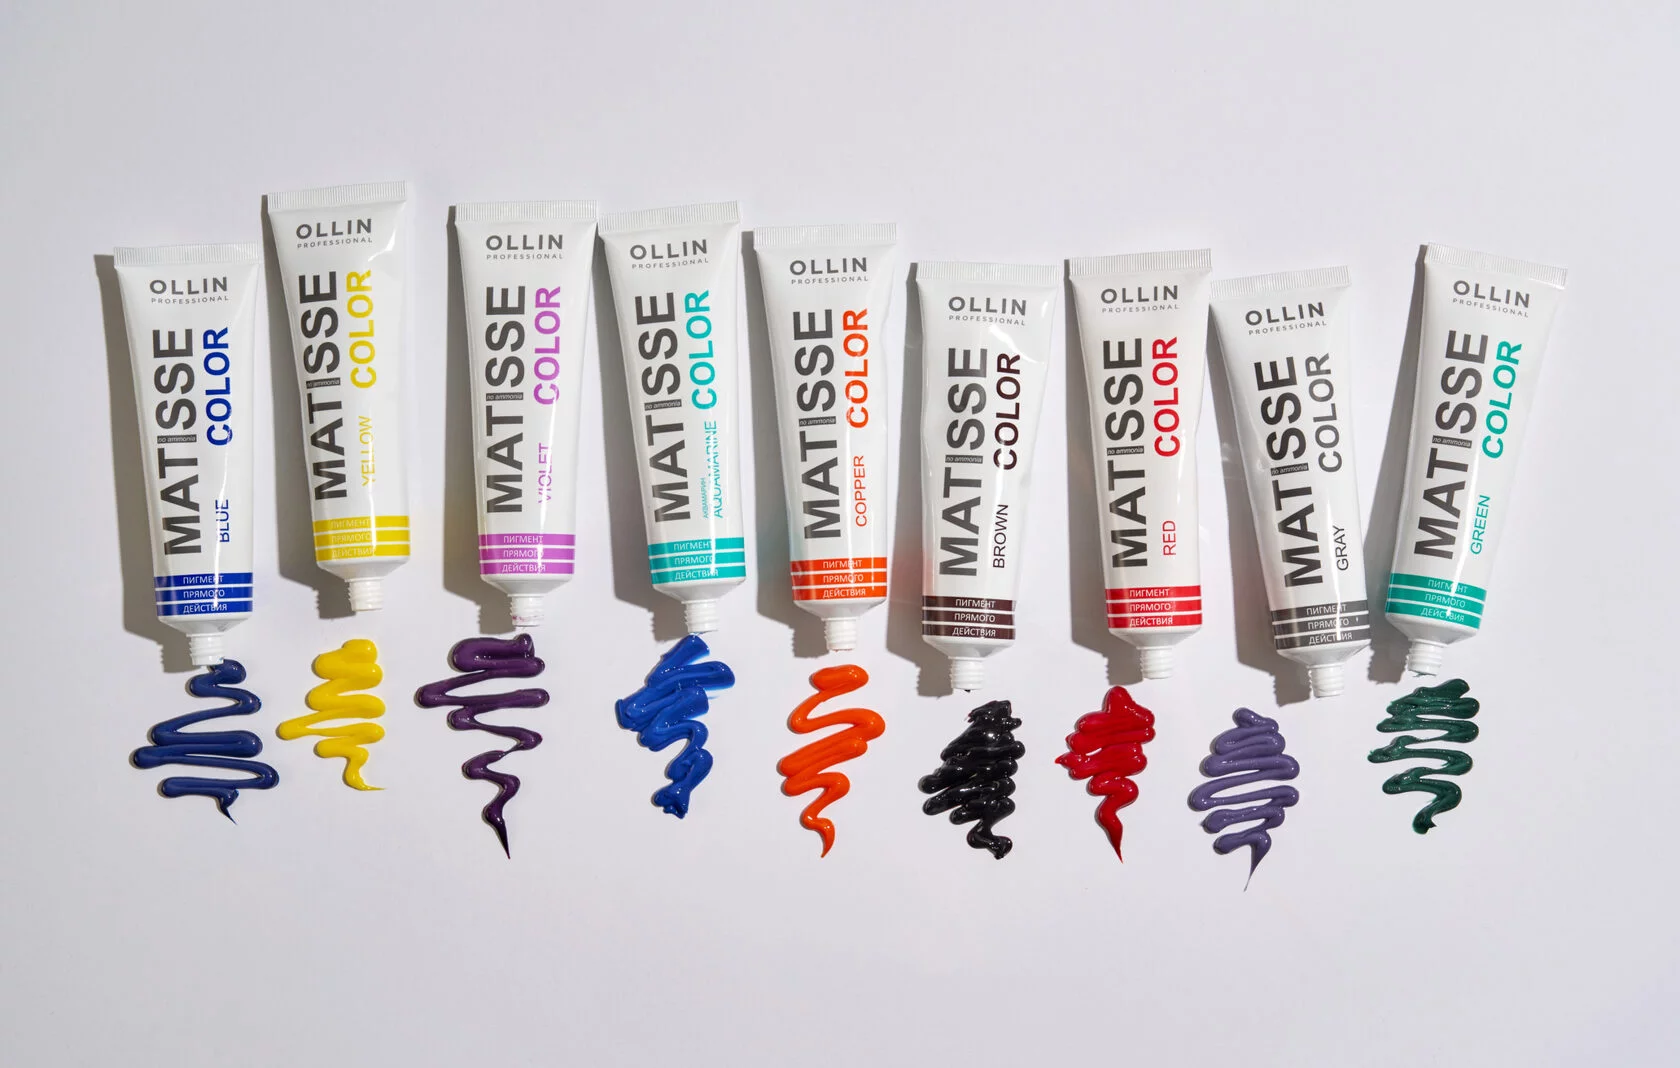 OLLIN
PROFESSIONAL
MATISSE
no ammonia
COLOR
BLUE
ПИГМЕНТ
ПРЯМОГО
ДЕЙСТВИЯ
OLLIN
PROFESSIONAL
MATISSE
no ammonia
COLOR
YELLOW
ПИГМЕНТ
ПРЯМОГО
ДЕЙСТВИЯ
OLLIN
PROFESSIONAL
MATISSE
no ammonia
COLOR
VIOLET
ПИГМЕНТ
ПРЯМОГО
ДЕЙСТВИЯ
OLLIN
PROFESSIONAL
MATISSE
no ammonia
COLOR
АКВАМАРИН
AQUAMARINE
ПИГМЕНТ
ПРЯМОГО
ДЕЙСТВИЯ
OLLIN
PROFESSIONAL
MATISSE
no ammonia
COLOR
COPPER
ПИГМЕНТ
ПРЯМОГО
ДЕЙСТВИЯ
OLLIN
PROFESSIONAL
MATISSE
no ammonia
COLOR
BROWN
ПИГМЕНТ
ПРЯМОГО
ДЕЙСТВИЯ
OLLIN
PROFESSIONAL
MATISSE
no ammonia
COLOR
RED
ПИГМЕНТ
ПРЯМОГО
ДЕЙСТВИЯ
OLLIN
PROFESSIONAL
MATISSE
no ammonia
COLOR
GRAY
ПИГМЕНТ
ПРЯМОГО
ДЕЙСТВИЯ
OLLIN
PROFESSIONAL
MATISSE
no ammonia
COLOR
GREEN
ПИГМЕНТ
ПРЯМОГО
ДЕЙСТВИЯ